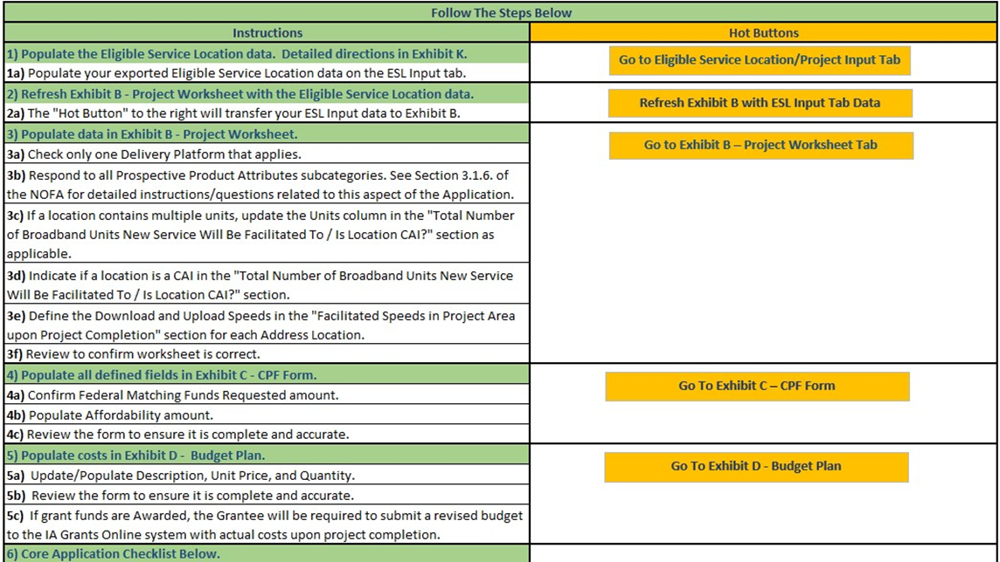 Follow The Steps Below
Instructions
Hot Buttons
1) Populate the Eligible Service Location data.  Detailed directions in Exhibit K.
Go to Eligible Service Location/Project Input Tab
1a) Populate your exported Eligible Service Location data on the ESL Input tab.
2) Refresh Exhibit B - Project Worksheet with the Eligible Service Location data.
Refresh Exhibit B with ESL Input Tab Data
2a) The "Hot Button" to the right will transfer your ESL Input data to Exhibit B.
3) Populate data in Exhibit B - Project Worksheet.
Go to Exhibit B – Project Worksheet Tab
3a) Check only one Delivery Platform that applies.
3b) Respond to all Prospective Product Attributes subcategories. See Section 3.1.6. of
the NOFA for detailed instructions/questions related to this aspect of the Application.
3c) If a location contains multiple units, update the Units column in the "Total Number
of Broadband Units New Service Will Be Facilitated To / Is Location CAI?" section as
applicable.
3d) Indicate if a location is a CAI in the "Total Number of Broadband Units New Service
Will Be Facilitated To / Is Location CAI?" section.
3e) Define the Download and Upload Speeds in the "Facilitated Speeds in Project Area
upon Project Completion" section for each Address Location.
3f) Review to confirm worksheet is correct.
4) Populate all defined fields in Exhibit C - CPF Form.
Go To Exhibit C – CPF Form
4a) Confirm Federal Matching Funds Requested amount.
4b) Populate Affordability amount.
4c) Review the form to ensure it is complete and accurate.
5) Populate costs in Exhibit D -  Budget Plan.
Go To Exhibit D - Budget Plan
5a)  Update/Populate Description, Unit Price, and Quantity.
5b)  Review the form to ensure it is complete and accurate.
5c)  If grant funds are Awarded, the Grantee will be required to submit a revised budget
to the IA Grants Online system with actual costs upon project completion.
6) Core Application Checklist Below.